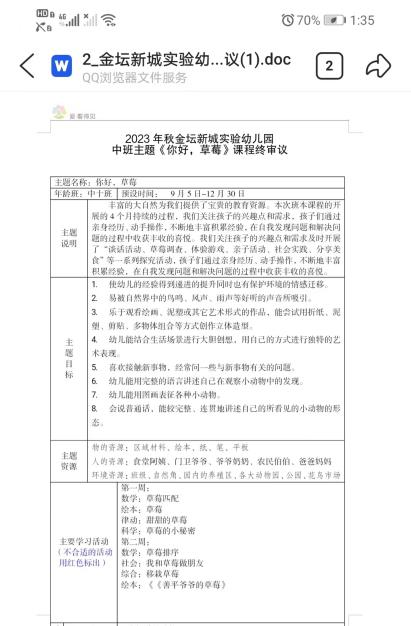 HD 4G 70% 1:35
2_金坛新城实验幼...议(1).doc
QQ浏览器文件服务
W
2
爱 看得见
2023 年秋金坛新城实验幼儿园
中班主题《你好，草莓》课程终审议
主题名称：你好，草莓
年龄班：中十班 预设时间： 9 月 5 日-12 月 30 日
主题
说明
丰富的大自然为我们提供了宝贵的教育资源。本次班本课程的开
展的 4 个月持续的过程，我们关注孩子的兴趣点和需求，孩子们通过
亲身经历、动手操作，不断地丰富积累经验，在自我发现问题和解决问
题的过程中收获丰收的喜悦。我们关注孩子的兴趣点和需求及时开展
了“谈话活动、草莓调查、体验游戏、亲子活动、社会实践、分享美
食”等一系列探究活动，孩子们通过亲身经历、动手操作，不断地丰富
积累经验，在自我发现问题和解决问题的过程中获丰收的喜悦。
主
题
目
标
1. 使幼儿的经验得到递进的提升同时也有保护环境的情感迁移。
2. 易被自然界中的鸟鸣、风声、雨声等好听的声音所吸引。
3. 乐于观看绘画、泥塑或其它艺术形式的作品，能尝试用折纸、泥
塑、剪贴、多物体组合等方式创作立体造型。
4. 幼儿能结合生活场景进行大胆创想，用自己的方式进行独特的艺
术表现。
5. 喜欢接触新事物，经常问一些与新事物有关的问题。
6. 幼儿能用完整的语言讲述自己在观察小动物中的发现。
7. 幼儿能用图画表征各种小动物。
8. 会说普通话，能较完整、连贯地讲述自己的所看见的小动物的形
态。
主题
资源
物的资源：区域材料、绘本、纸、笔、平板
人的资源：食堂阿姨、门卫爷爷、爷爷奶奶、农民伯伯、爸爸妈妈
环境资源：班级、自然角、园内的养殖区、各大动物园、公园、花鸟市场
主要学习活动
（不合适的活动
用红色标出）
第一周：
数学：草莓匹配
绘本：草莓
律动：甜甜的草莓
科学：草莓的小秘密
第二周：
数学：草莓排序
社会：我和草莓做朋友
综合：移栽草莓
绘本：《《善平爷爷的草莓》